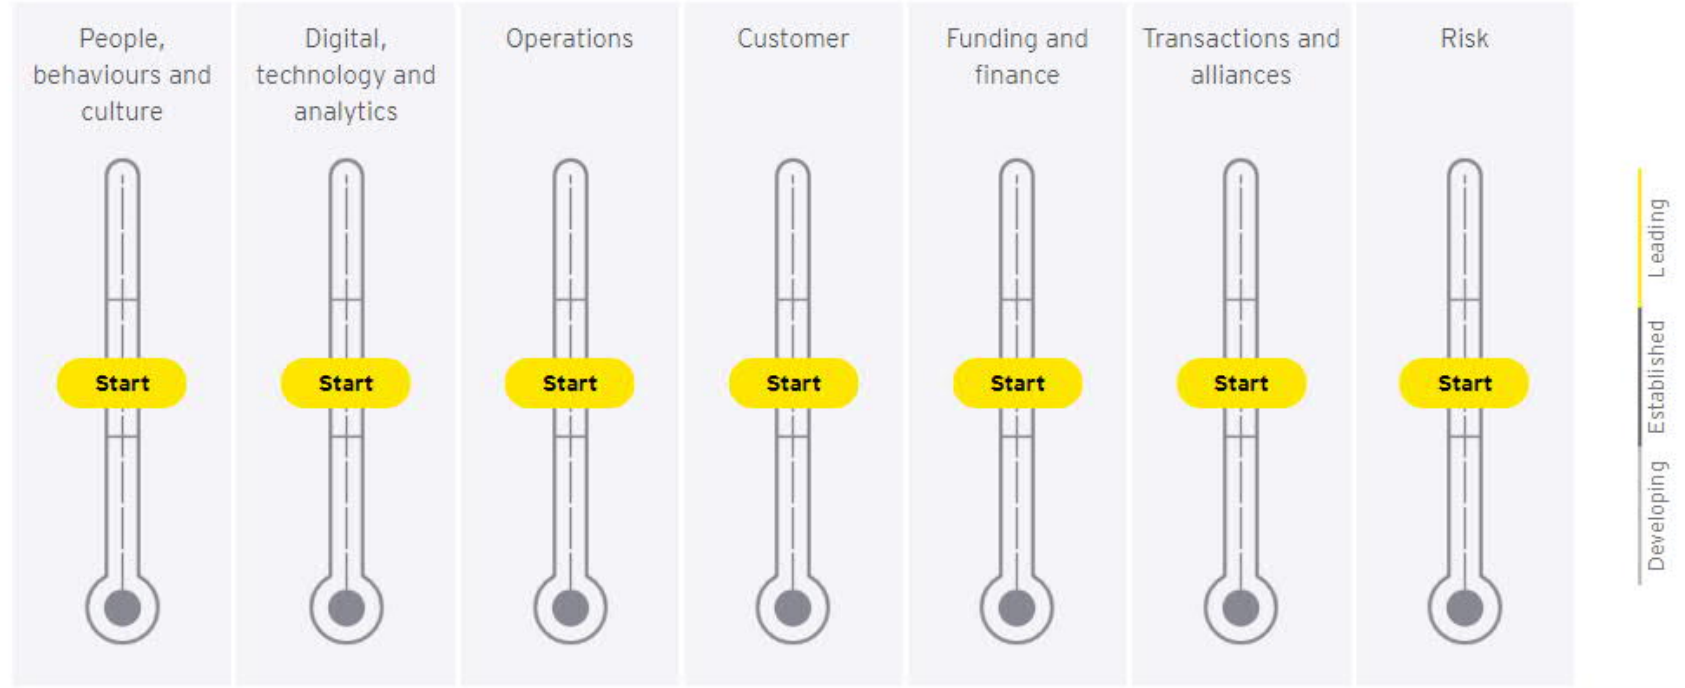 People,
behaviours and
culture
Digital,
technology and
analytics
Operations
Customer
Funding and
finance
Transactions and
alliances
Risk
Start
Start
Start
Start
Start
Start
Start
Leading
Established
Developing